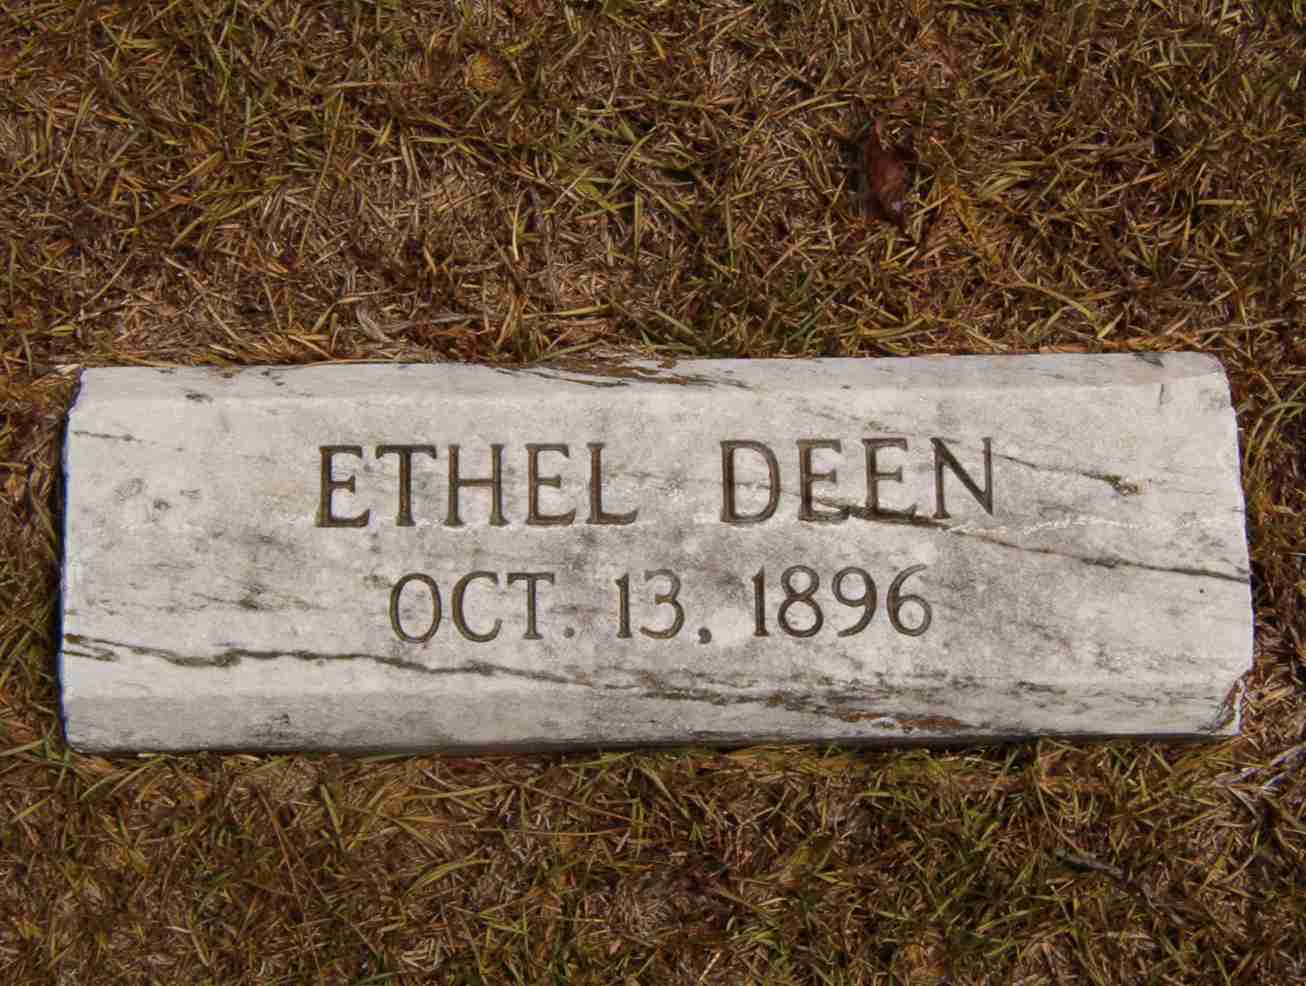 ETHEL DEEN
OCT. 13, 1896